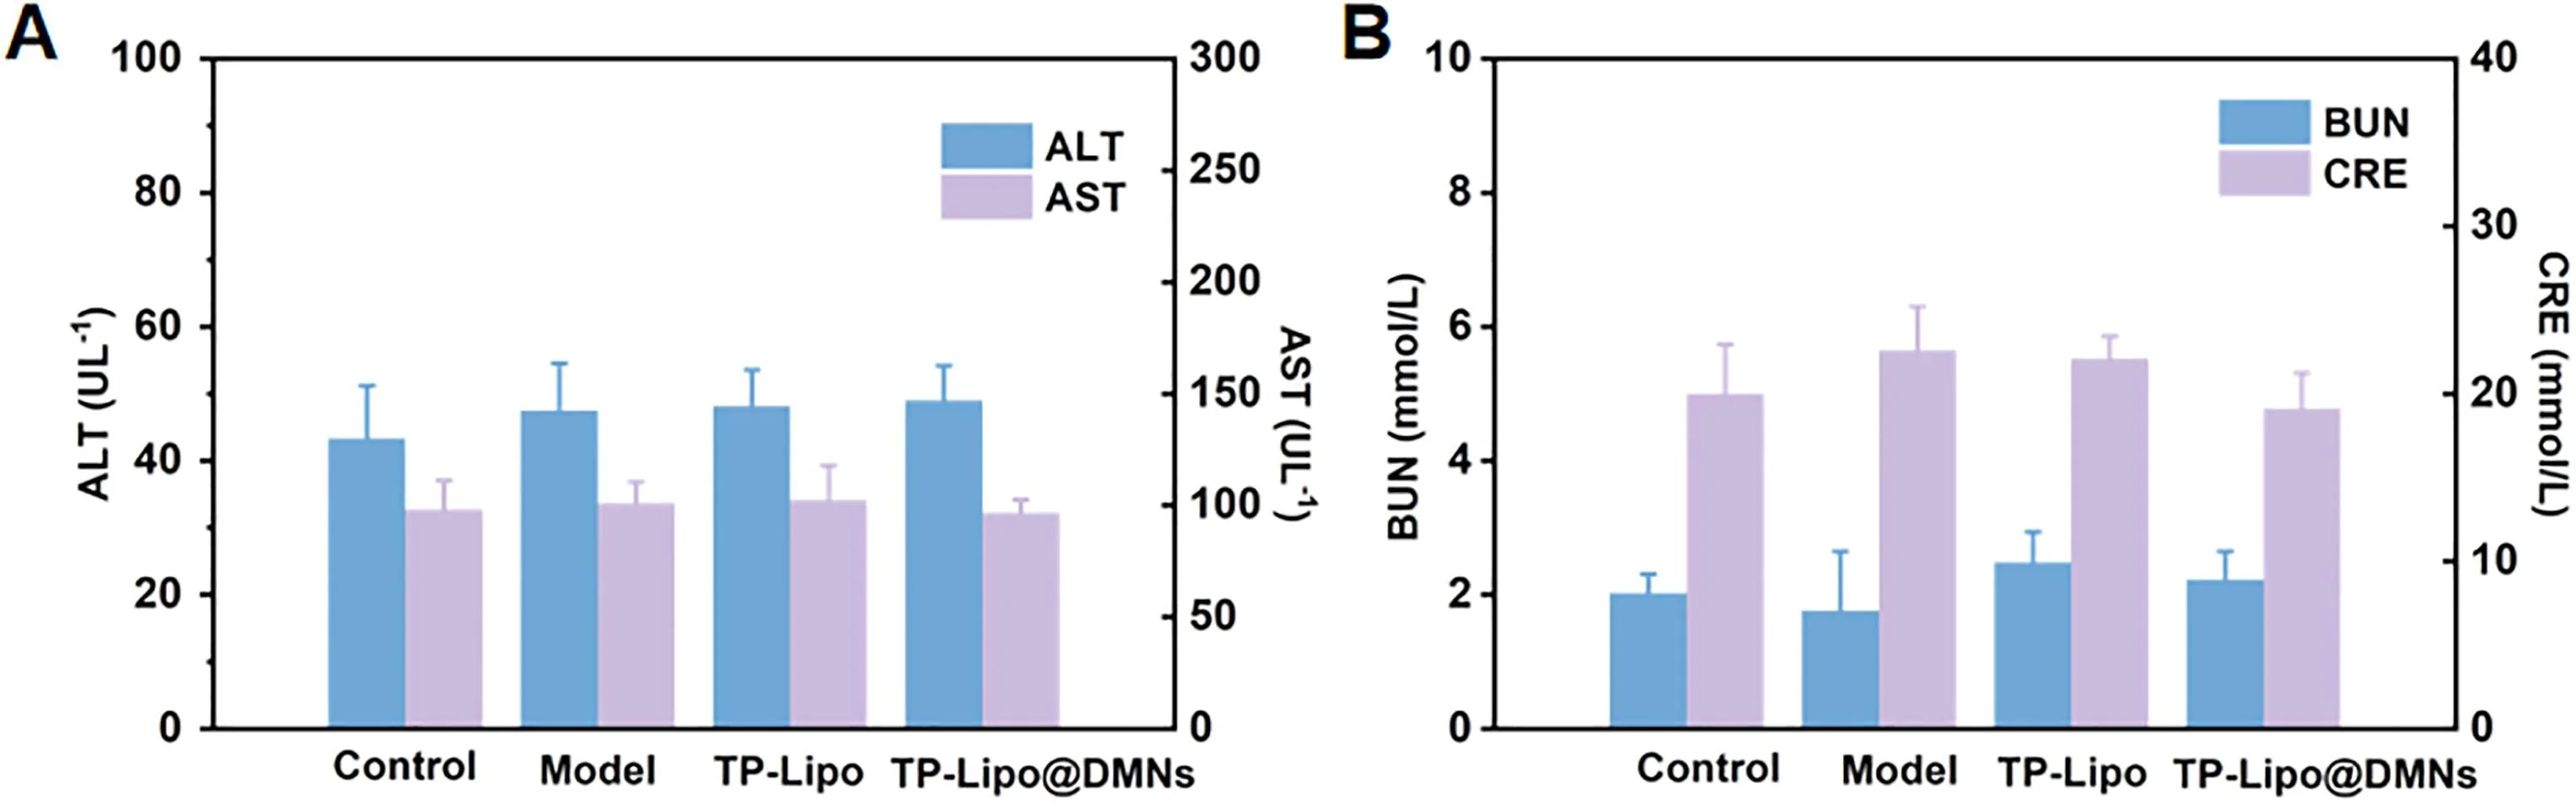 A
100
80
60
40
20
0
ALT (UL⁻¹)
300
250
200
150
100
50
0
AST (UL⁻¹)
ALT
AST
Control Model TP-Lipo TP-Lipo@DMNs
B
10
8
6
4
2
0
BUN (mmol/L)
40
30
20
10
0
CRE (mmol/L)
BUN
CRE
Control Model TP-Lipo TP-Lipo@DMNs